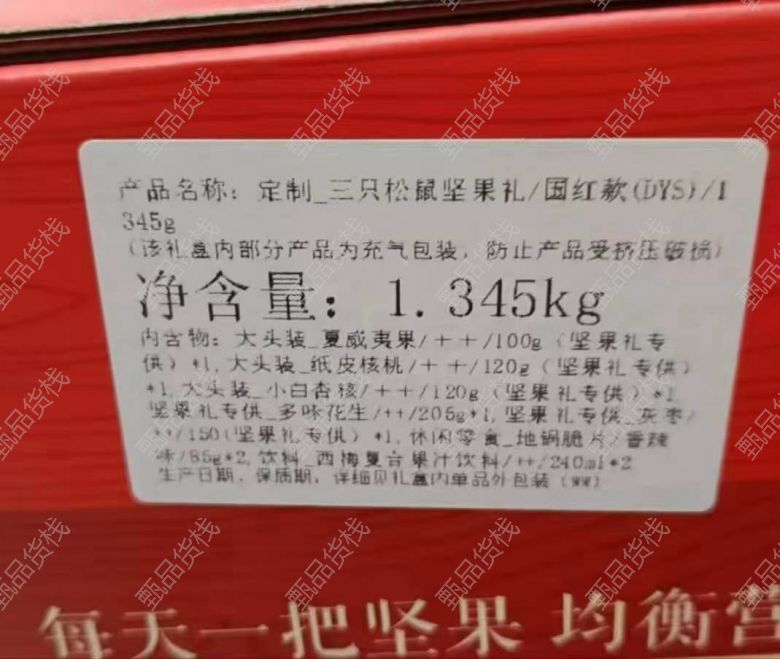 产品名称：定制_三只松鼠坚果礼/国红款(DYS)/1
345g
(该礼盒内部分产品为充气包装，防止产品受挤压破损)
净含量：1.345kg
内含物：大头装_夏威夷果/++/100g（坚果礼专
供）*1,大头装_纸皮核桃/++/120g（坚果礼专供）
*1,大头装_小白杏核/++/120g（坚果礼专供）*1,
坚果礼专供_多味花生/++/205g*1,坚果礼专供_灰枣
/++/150(坚果礼专供）*1,休闲零食_地锅脆片/香辣
味/85g*2,饮料_西梅复合果汁饮料/++/240ml*2
生产日期、保质期，详细见礼盒内单品外包装（WW）
每天一把坚果 均衡营
甄品货栈